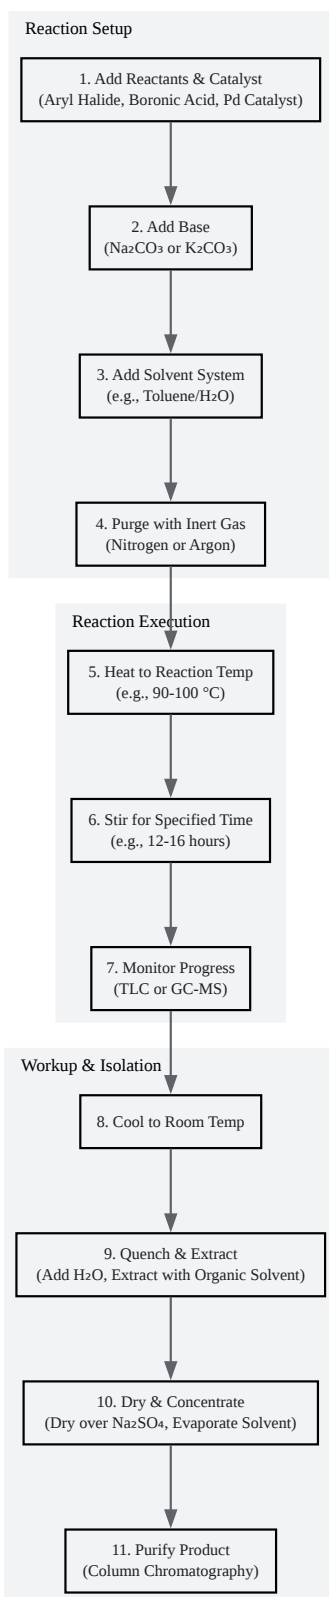 Reaction Setup
1. Add Reactants & Catalyst
(Aryl Halide, Boronic Acid, Pd Catalyst)
2. Add Base
(Na₂CO₃ or K₂CO₃)
3. Add Solvent System
(e.g., Toluene/H₂O)
4. Purge with Inert Gas
(Nitrogen or Argon)
Reaction Execution
5. Heat to Reaction Temp
(e.g., 90-100 °C)
6. Stir for Specified Time
(e.g., 12-16 hours)
7. Monitor Progress
(TLC or GC-MS)
Workup & Isolation
8. Cool to Room Temp
9. Quench & Extract
(Add H₂O, Extract with Organic Solvent)
10. Dry & Concentrate
(Dry over Na₂SO₄, Evaporate Solvent)
11. Purify Product
(Column Chromatography)